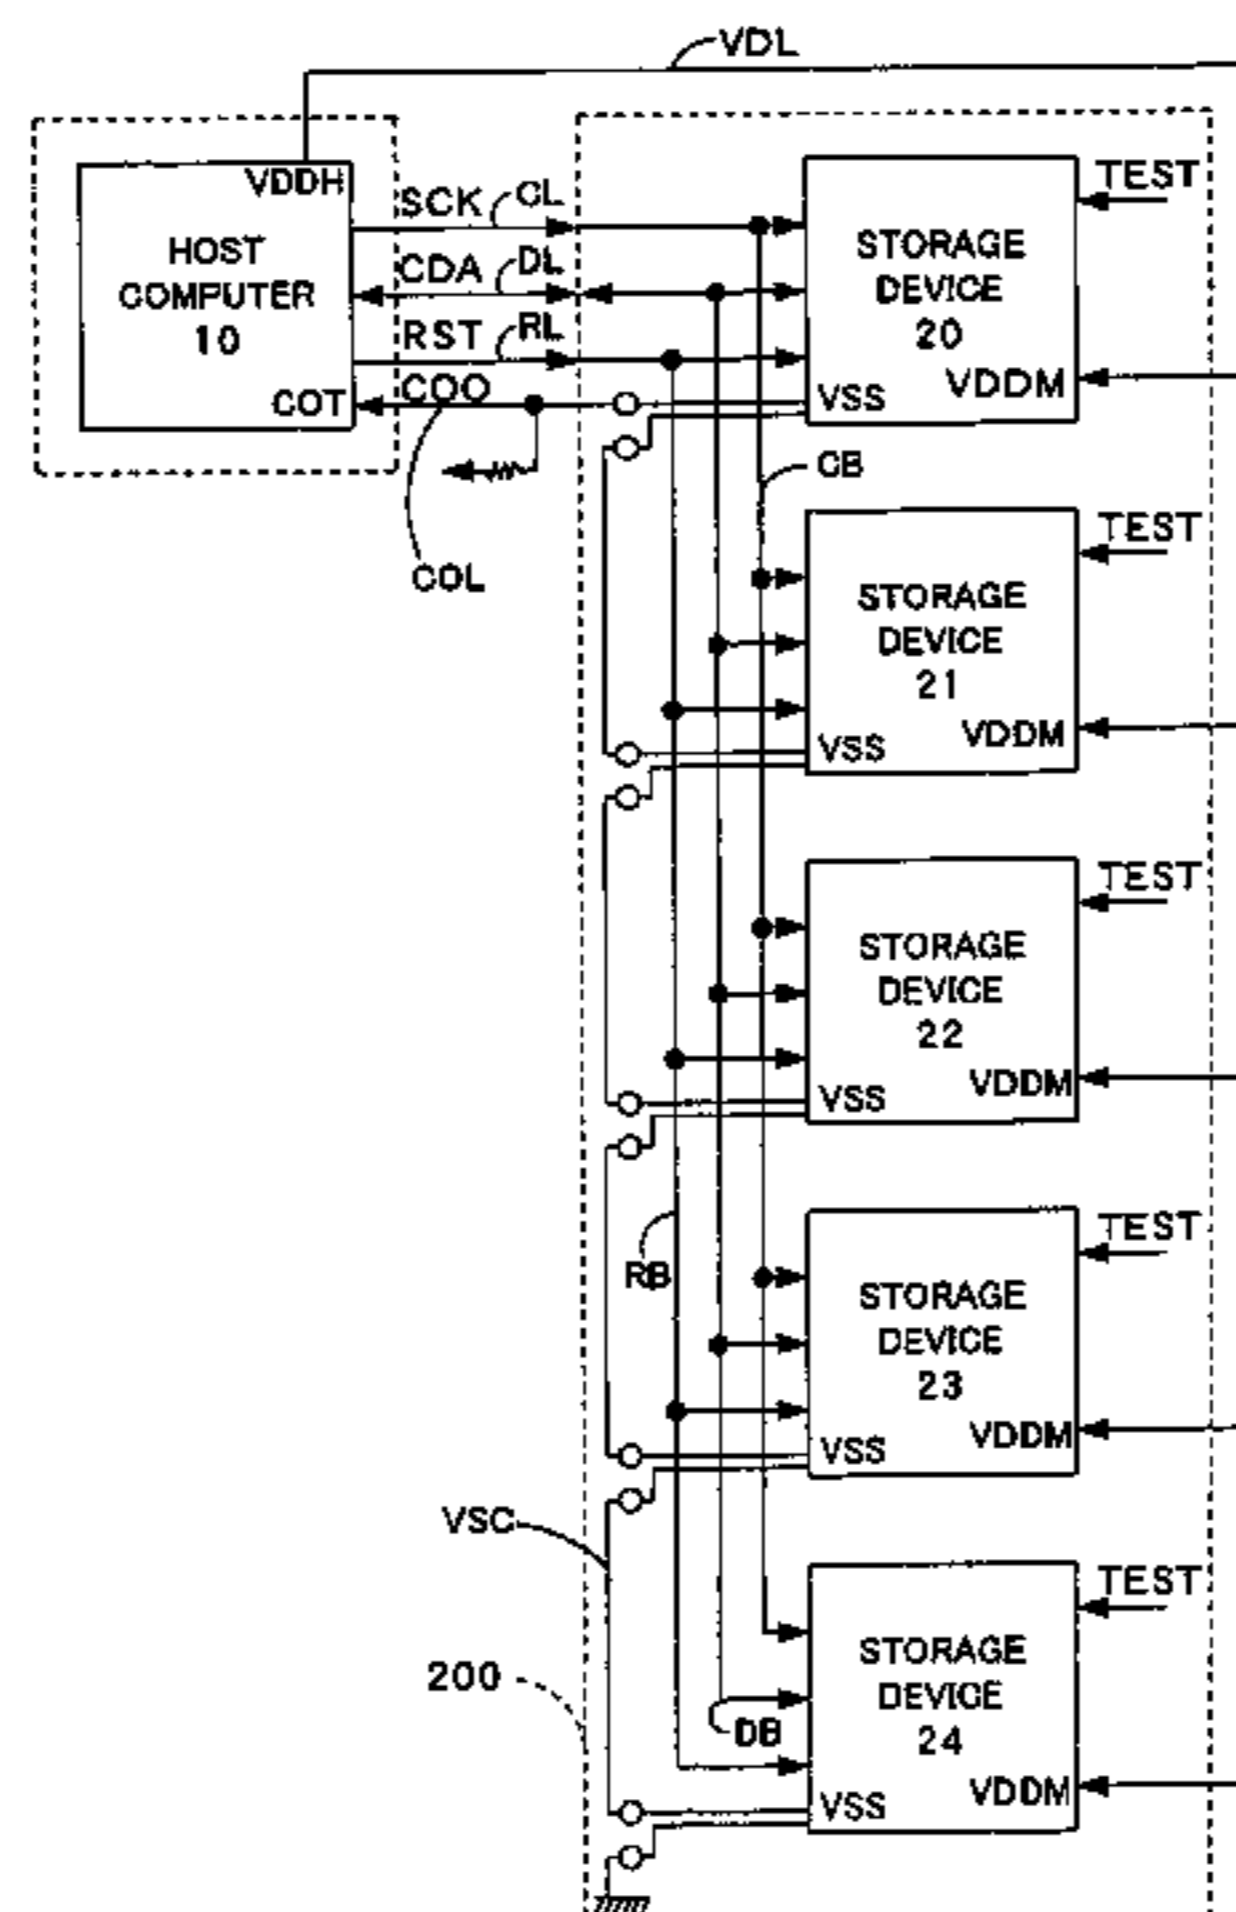 VDL
VDDH
HOST
COMPUTER
10
COT
SCK
CL
CDA
DL
RST
RL
COO
COL
STORAGE
DEVICE
20
VSS
VDDM
TEST
CB
STORAGE
DEVICE
21
VSS
VDDM
TEST
STORAGE
DEVICE
22
VSS
VDDM
TEST
RB
STORAGE
DEVICE
23
VSS
VDDM
TEST
VSC
200
STORAGE
DEVICE
24
DB
VSS
VDDM
TEST